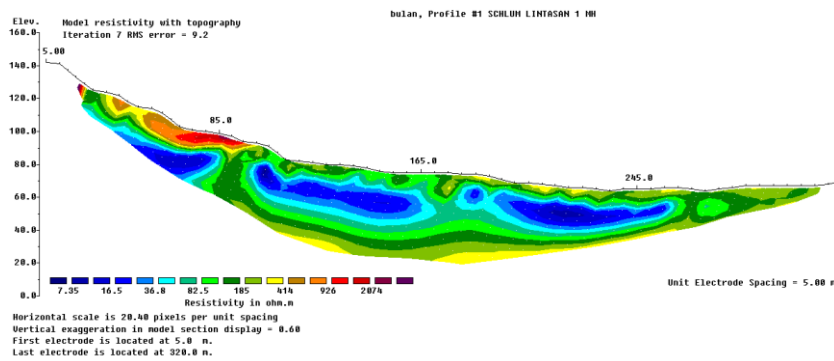 bulan, Profile #1 SCHLUM LINTASAN 1 MH
Elev.
Model resistivity with topography
Iteration 7 RMS error = 9.2
160.0
5.00
140.0
120.0
85.0
100.0
165.0
80.0
245.0
60.0
40.0
20.0
0.0
7.35 16.5 36.8 82.5 185 414 926 2074
Unit Electrode Spacing = 5.00 m
Resistivity in ohm.m
Horizontal scale is 20.40 pixels per unit spacing
Vertical exaggeration in model section display = 0.60
First electrode is located at 5.0 m.
Last electrode is located at 320.0 m.